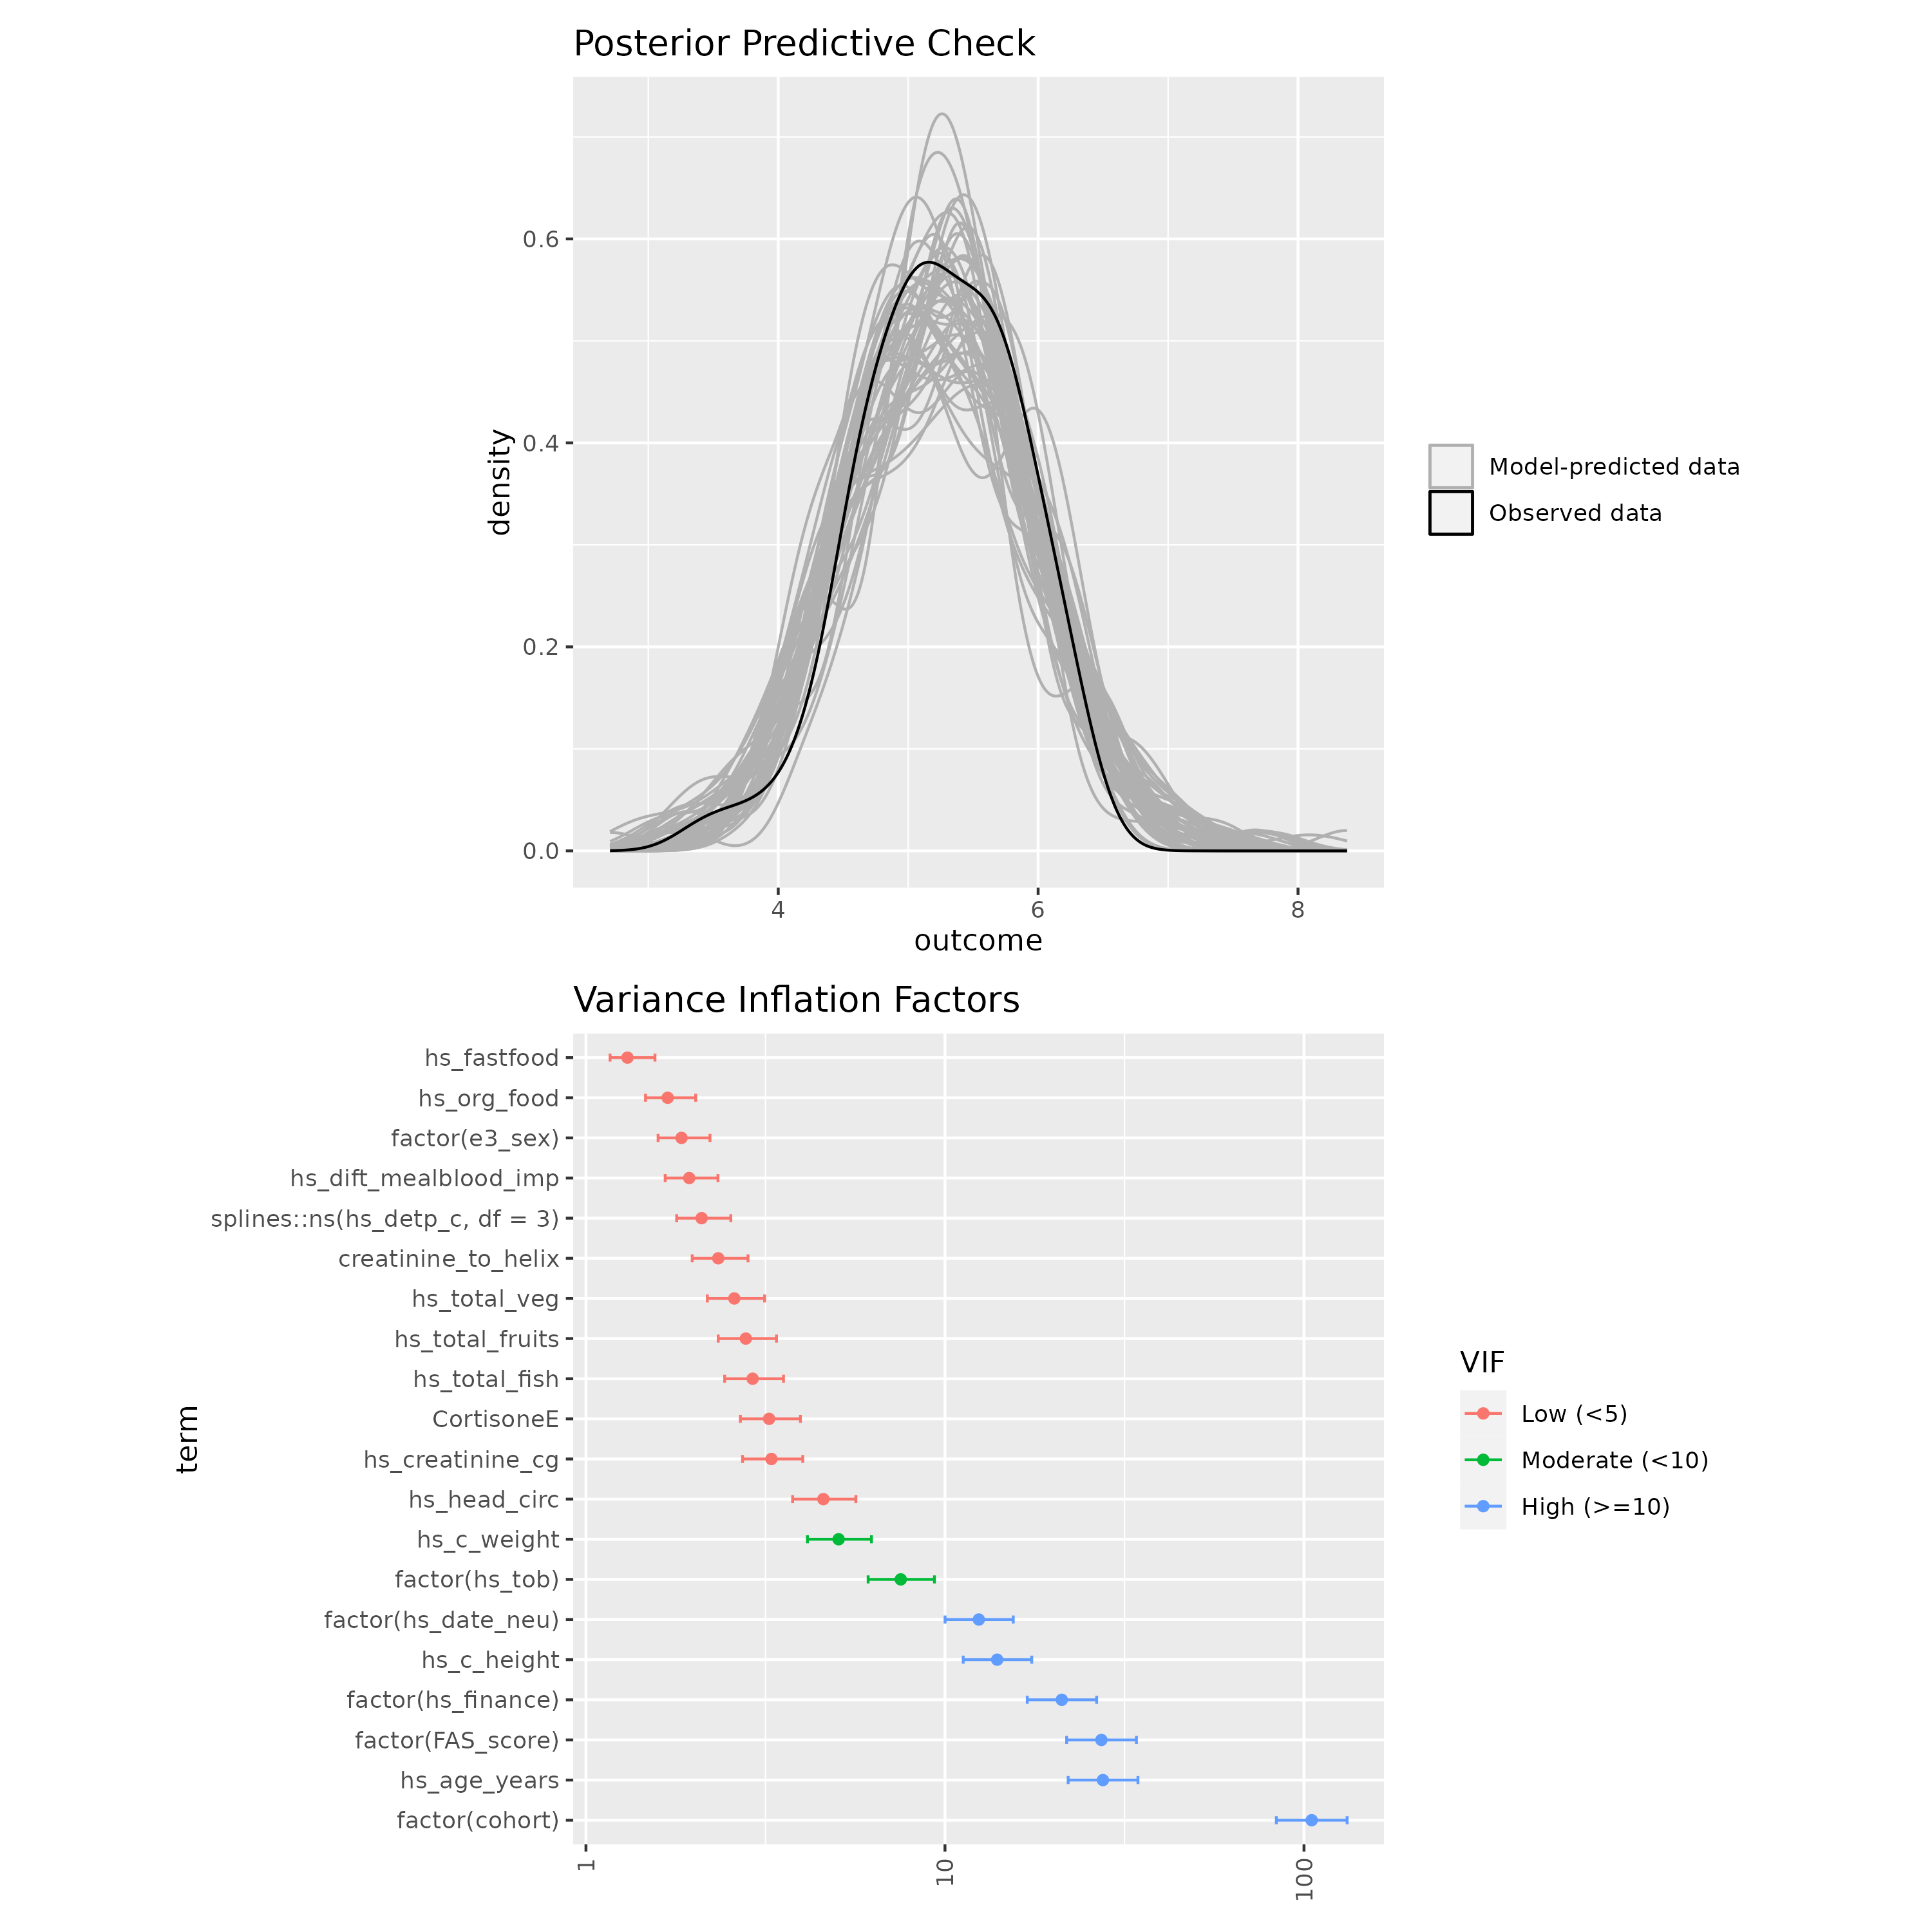 Posterior Predictive Check
density
0.6
0.4
0.2
0.0
4
6
8
outcome
Model-predicted data
Observed data
Variance Inflation Factors
term
hs_fastfood
hs_org_food
factor(e3_sex)
hs_dift_mealblood_imp
splines::ns(hs_detp_c, df = 3)
creatinine_to_helix
hs_total_veg
hs_total_fruits
hs_total_fish
CortisoneE
hs_creatinine_cg
hs_head_circ
hs_c_weight
factor(hs_tob)
factor(hs_date_neu)
hs_c_height
factor(hs_finance)
factor(FAS_score)
hs_age_years
factor(cohort)
1
10
100
VIF
Low (<5)
Moderate (<10)
High (>=10)